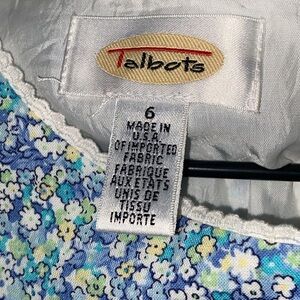 Talbots
6
MADE IN
U.S.A.
OF IMPORTED
FABRIC
FABRIQUE
AUX ETATS
UNIS DE
TISSU
IMPORTE